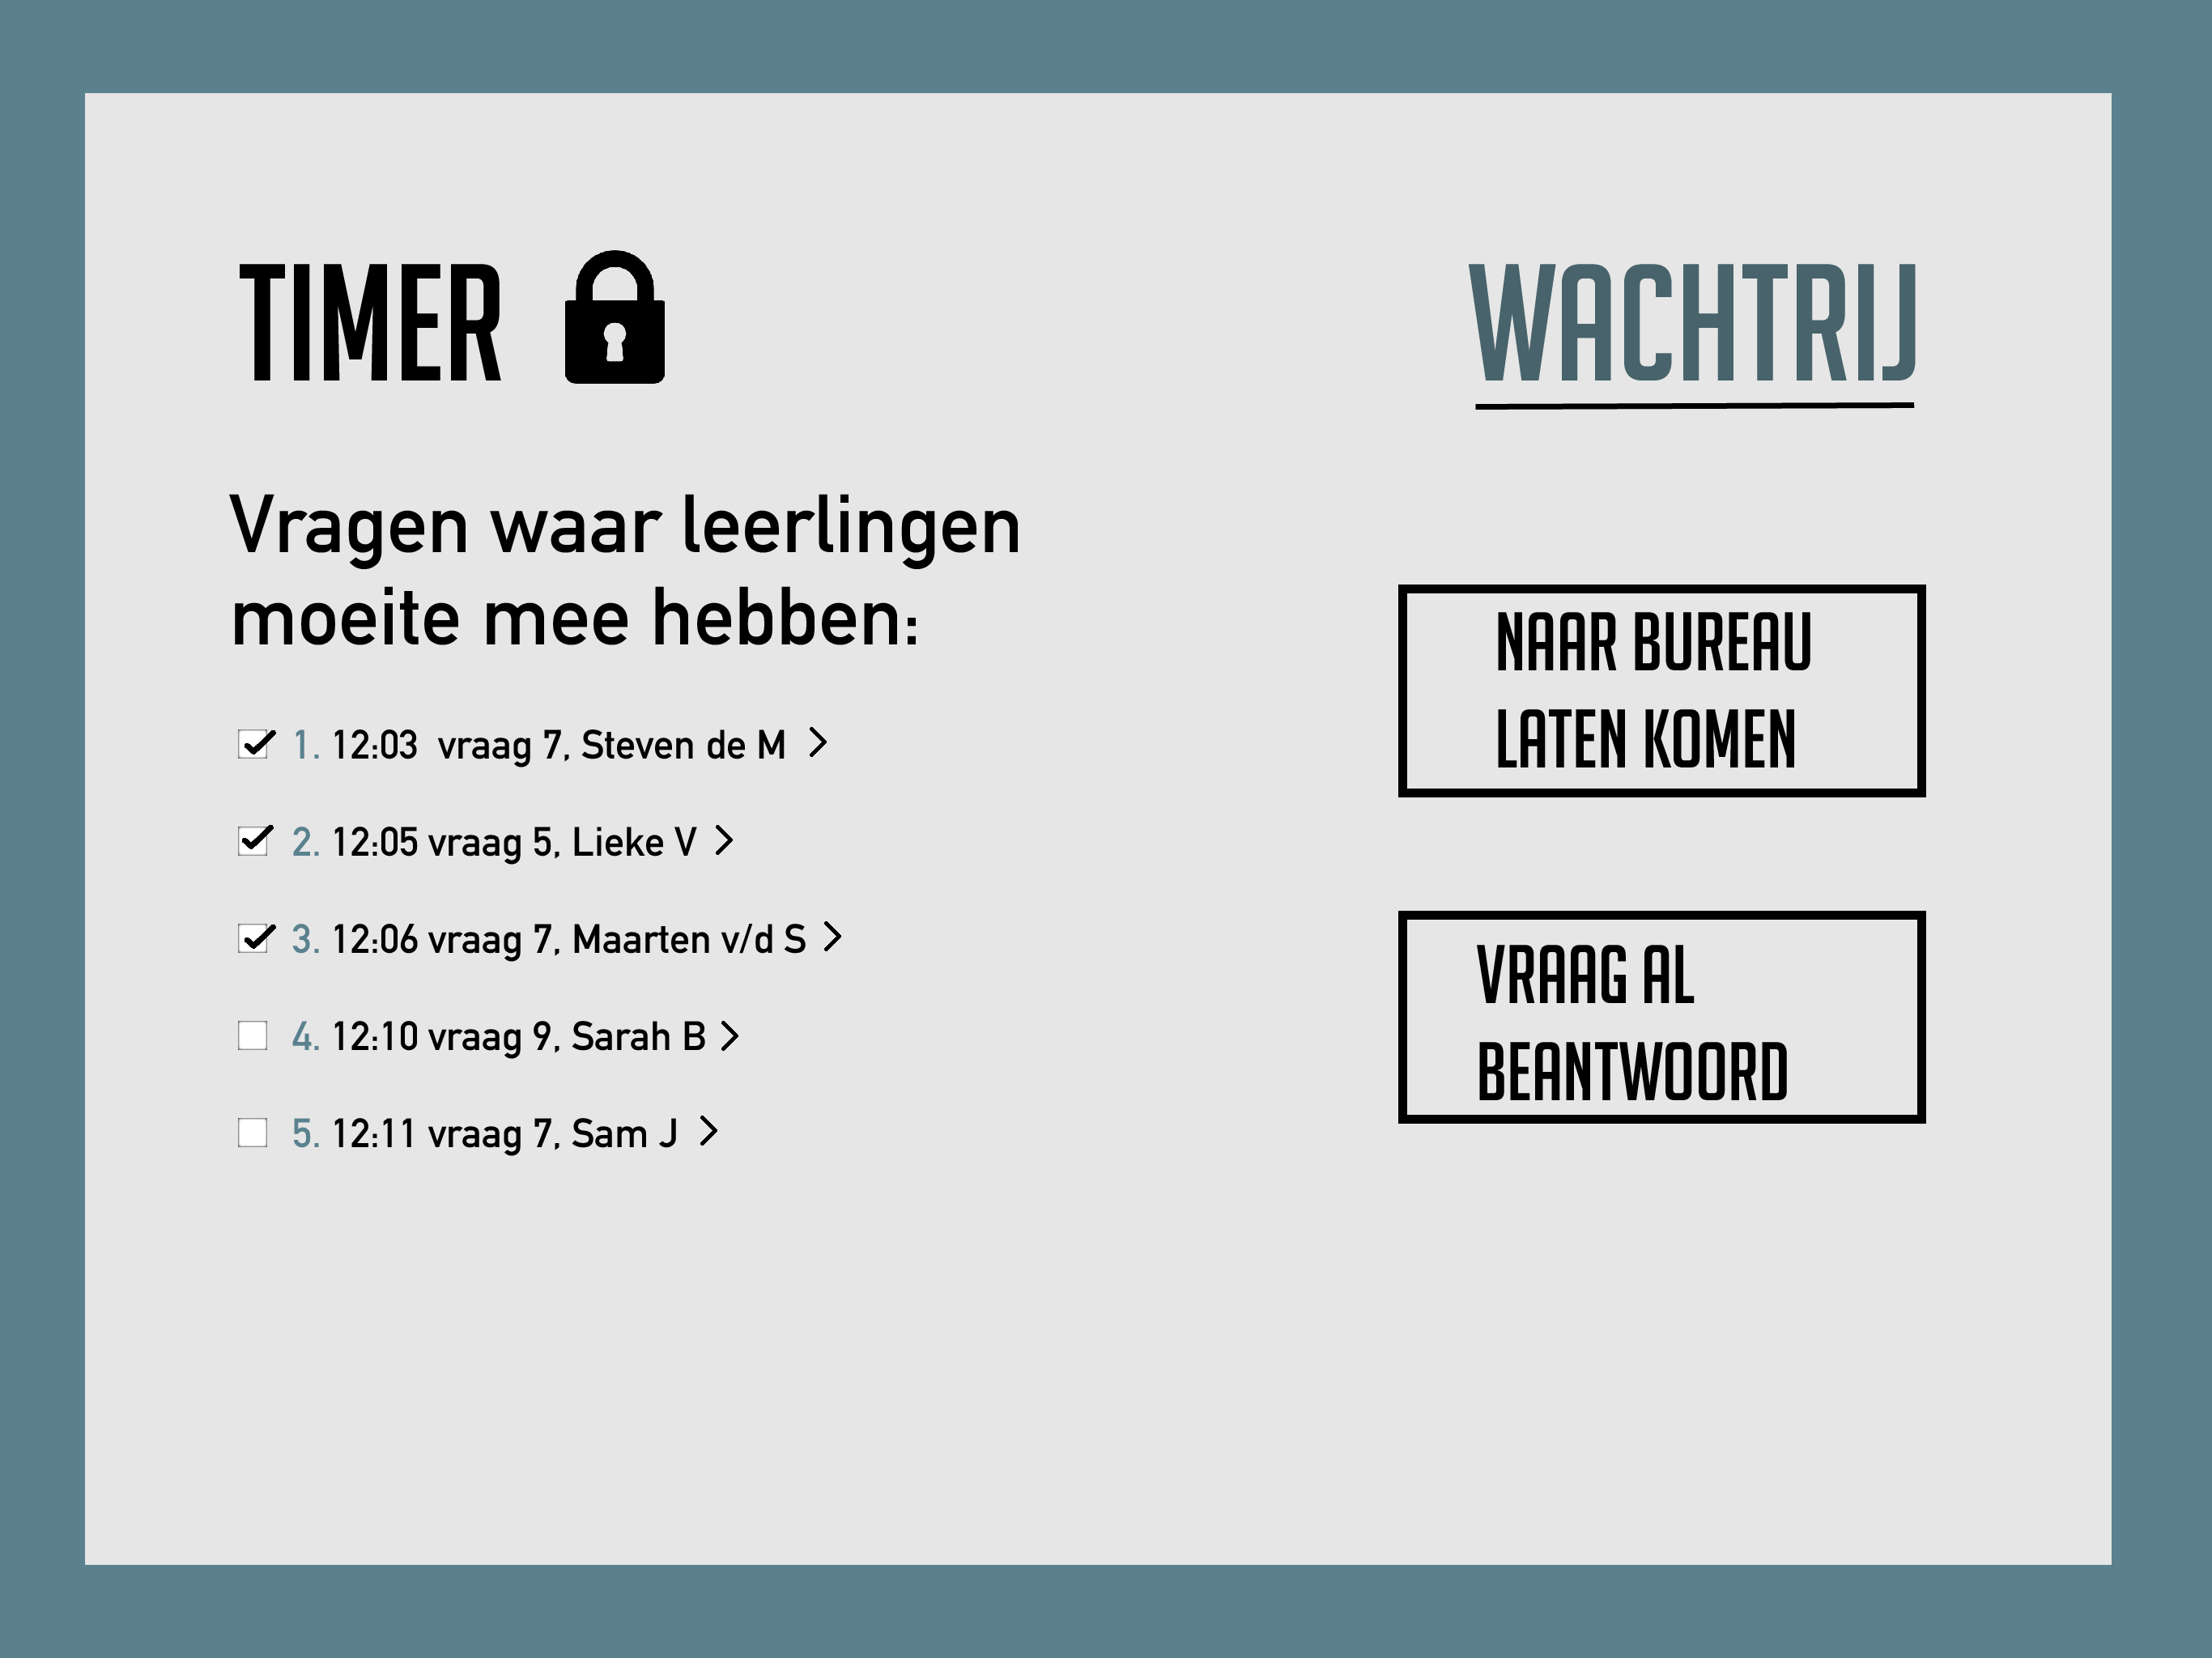 TIMER
WACHTRIJ
Vragen waar leerlingen
moeite mee hebben:
1. 12:03 vraag 7, Steven de M >
2. 12:05 vraag 5, Lieke V >
3. 12:06 vraag 7, Maarten v/d S >
4. 12:10 vraag 9, Sarah B >
5. 12:11 vraag 7, Sam J >
NAAR BUREAU
LATEN KOMEN
VRAAG AL
BEANTWOORD